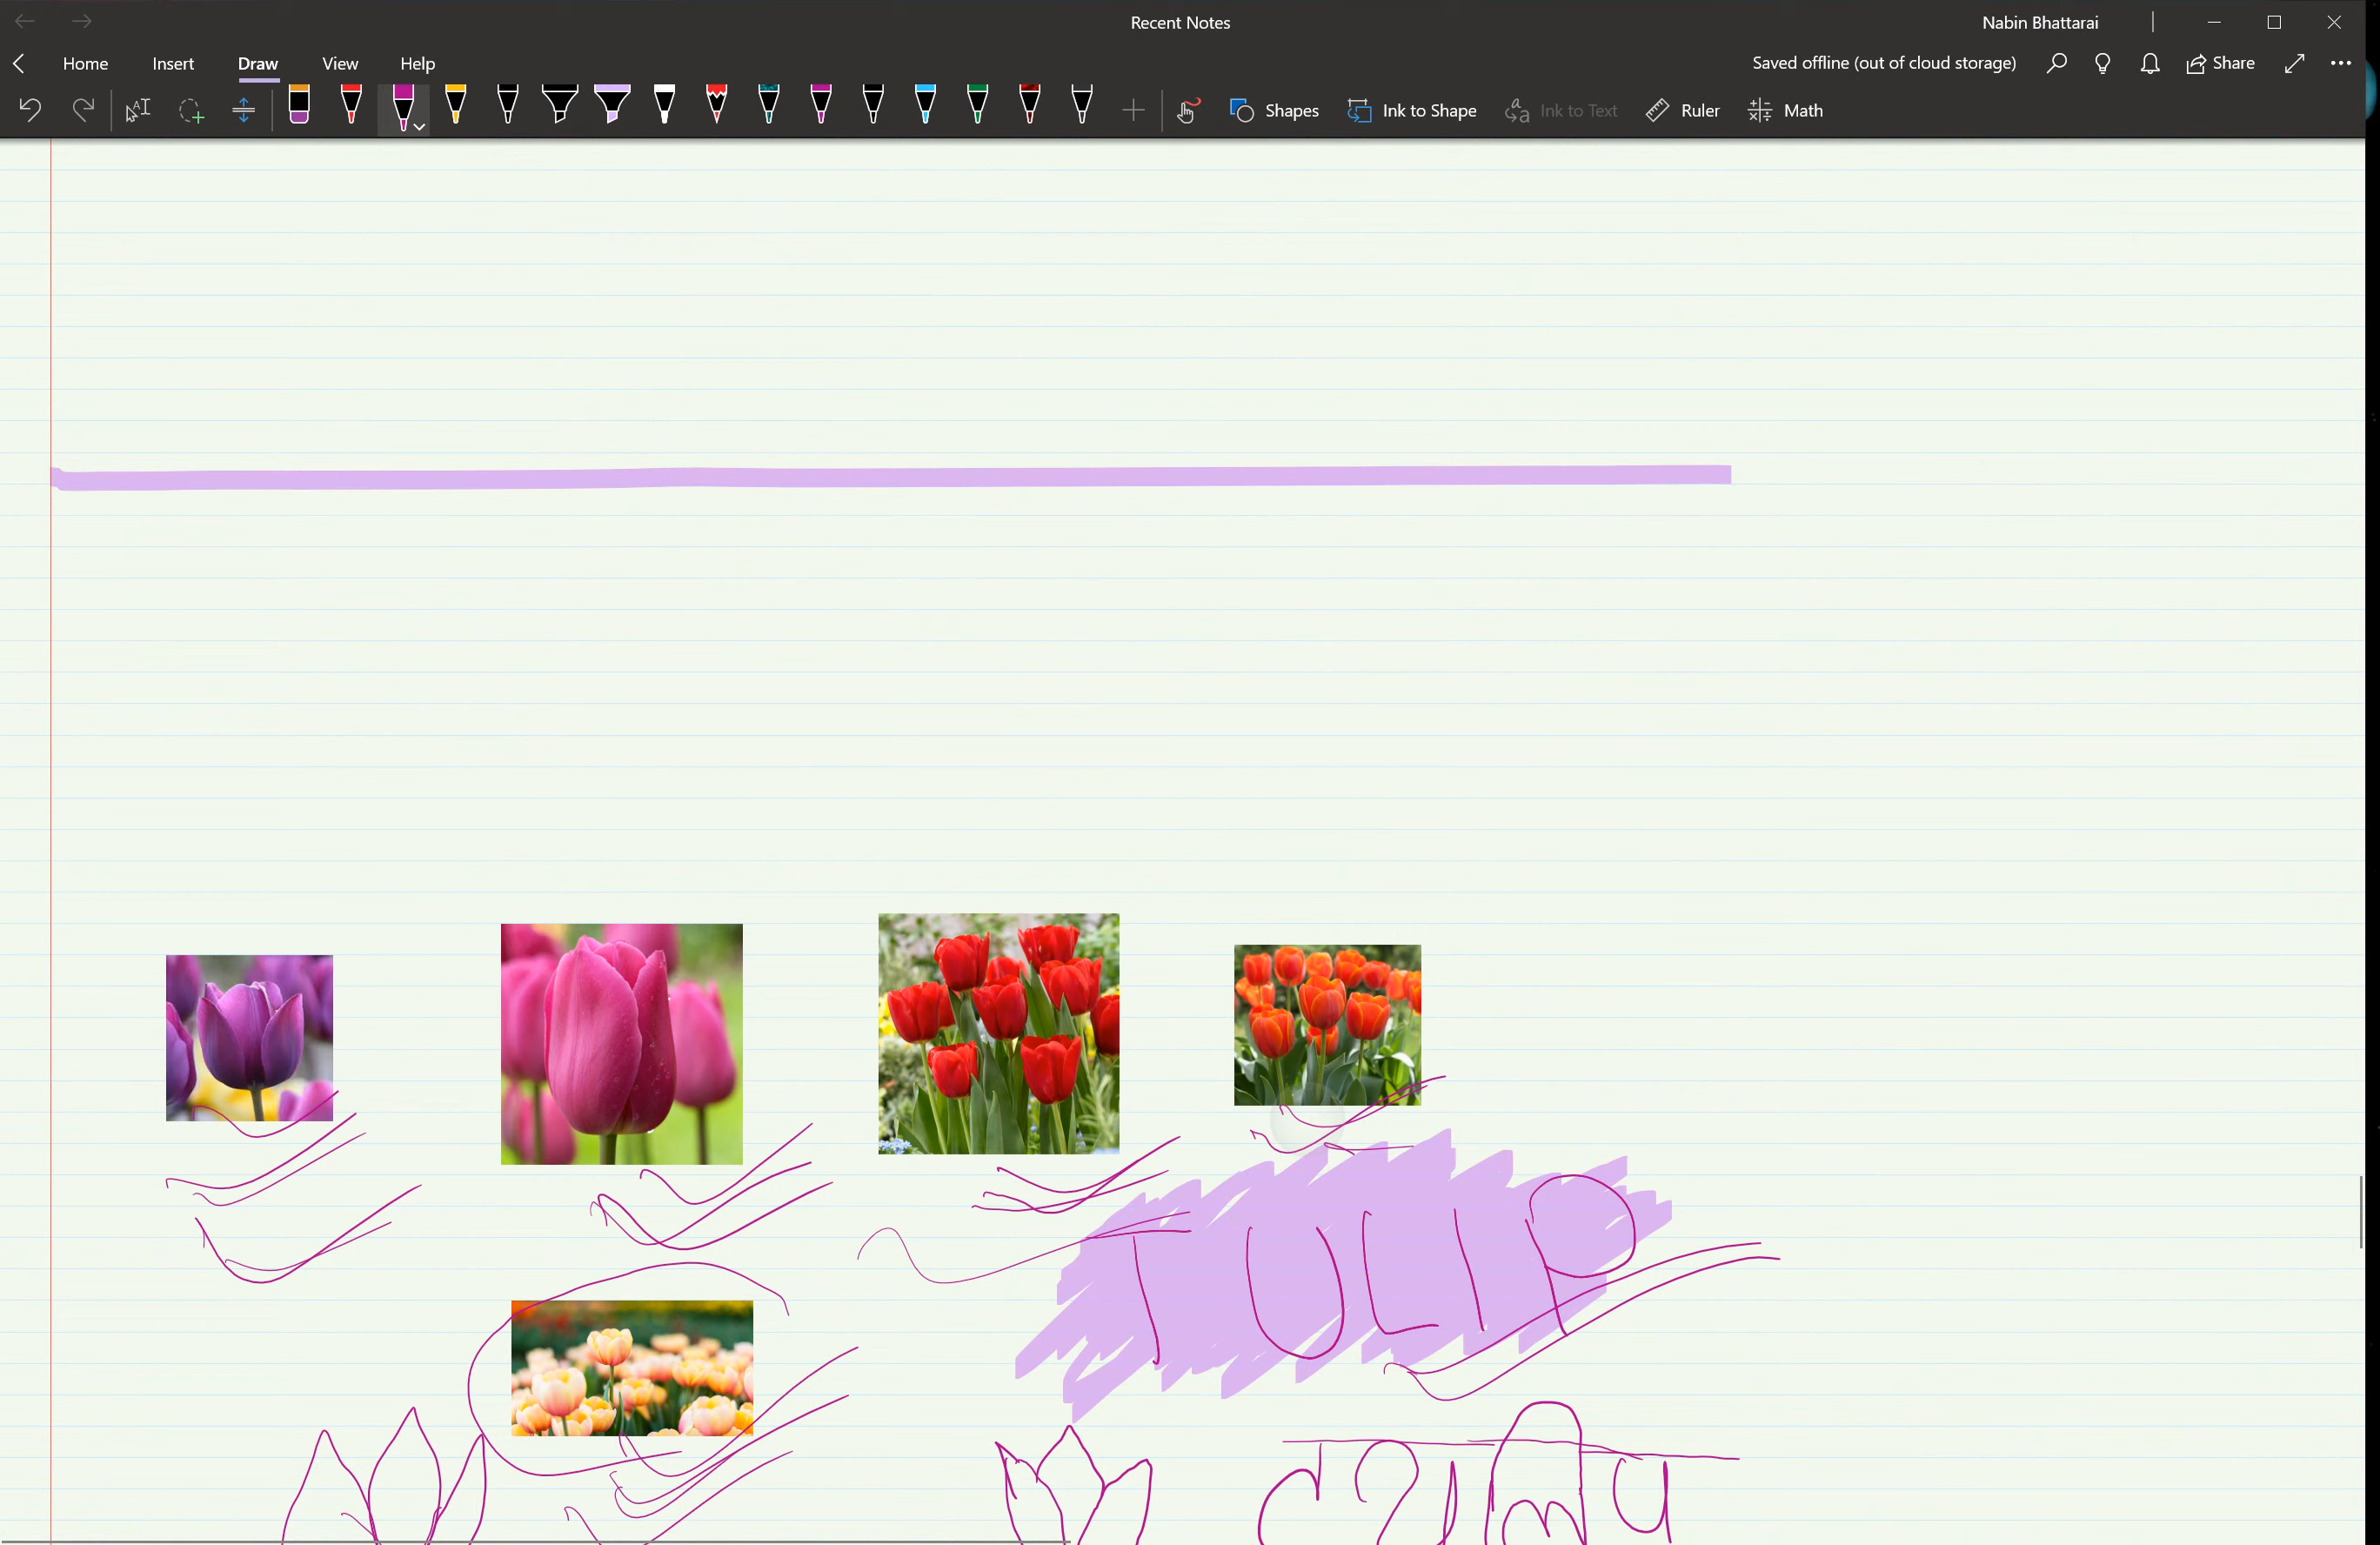 Recent Notes
Nabin Bhattarai
Home Insert Draw View Help
Saved offline (out of cloud storage)
Share
Shapes Ink to Shape Ink to Text Ruler Math
TULIP